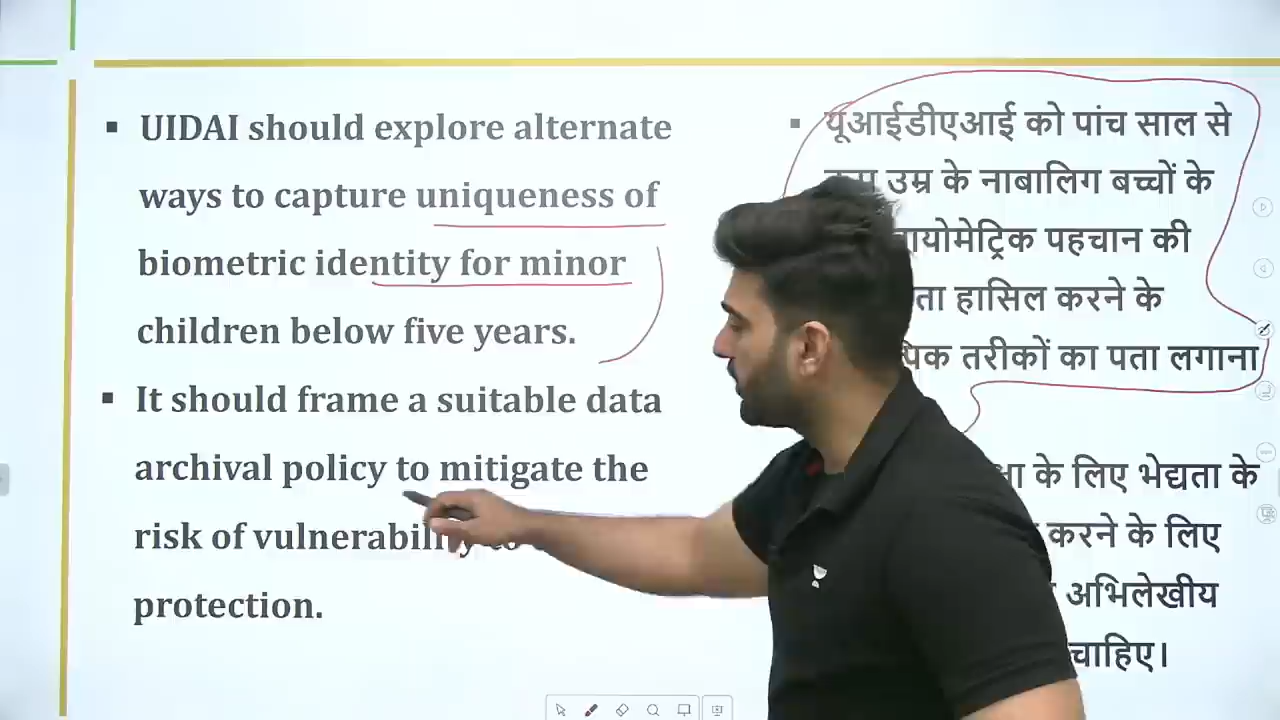 ▪ UIDAI should explore alternate
ways to capture uniqueness of
biometric identity for minor
children below five years.
▪ It should frame a suitable data
archival policy to mitigate the
risk of vulnerability to
protection.
▪ यूआईडीएआई को पांच साल से
उम्र के नाबालिग बच्चों के
पहचान की
हासिल करने के
तरीकों का पता लगाना
के लिए भेद्यता के
करने के लिए
अभिलेखीय
चाहिए।